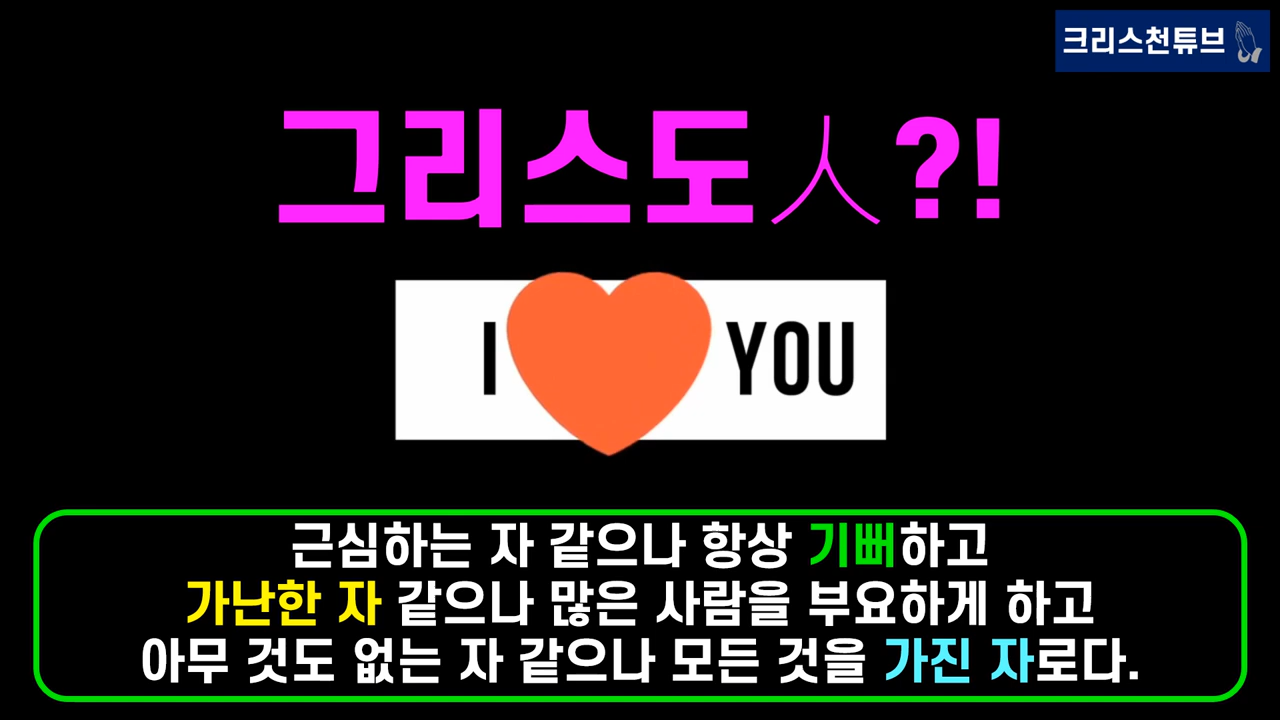 크리스천튜브
그리스도人?!
I YOU
근심하는 자 같으나 항상 기뻐하고
가난한 자 같으나 많은 사람을 부요하게 하고
아무 것도 없는 자 같으나 모든 것을 가진 자로다.